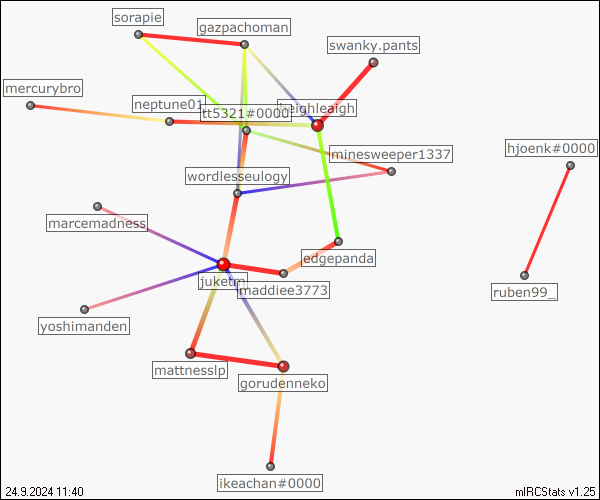 sorapie
gazpachoman
swanky.pants
mercurybro
neptune01
tt5321#0000
leighleaigh
hjoenk#0000
minesweeper1337
wordlesseulogy
marcemadness
edgepanda
juketm
maddiee3773
ruben99_
yoshimanden
mattnesslp
gorudenneko
ikeachan#0000
24.9.2024 11:40
mIRCStats v1.25